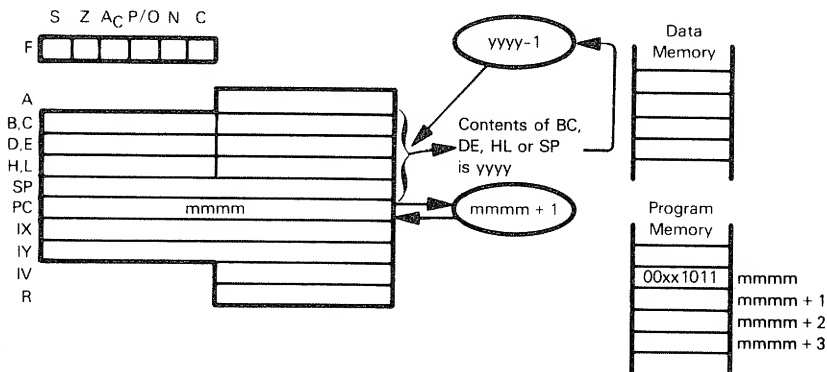 S Z AC P/O N C
F
A
B,C
D,E
H,L
SP
PC mmmm
IX
IY
IV
R
yyyy-1
Contents of BC,
DE, HL or SP
is yyyy
mmmm + 1
Data
Memory
Program
Memory
00xx1011 mmmm
mmmm + 1
mmmm + 2
mmmm + 3